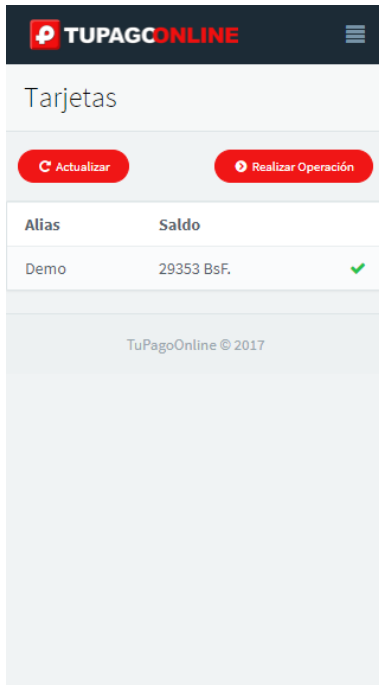 TUPAGOONLINE
Tarjetas
Actualizar
Realizar Operación
Alias Saldo
Demo 29353 BsF.
TuPagoOnline © 2017